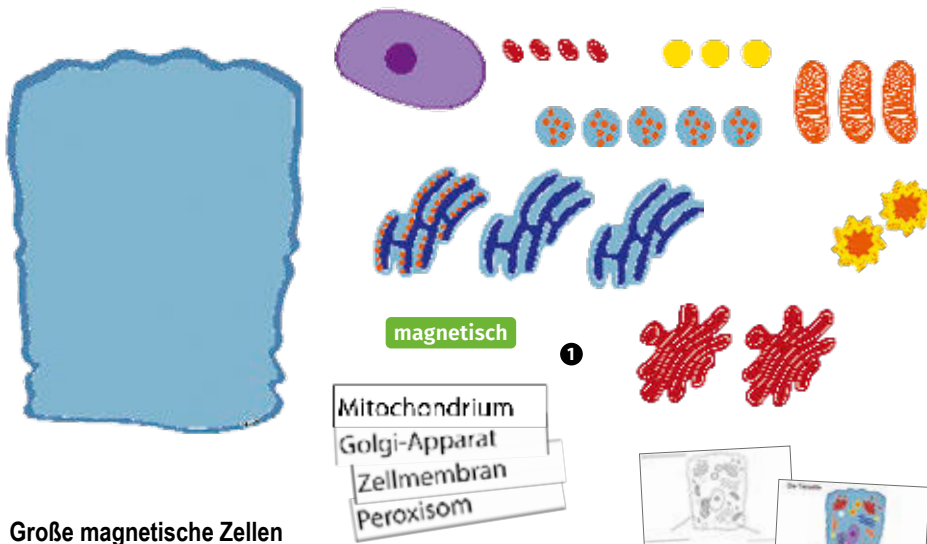 magnetisch
1
Mitochondrium
Golgi-Apparat
Zellmembran
Peroxisom
Große magnetische Zellen